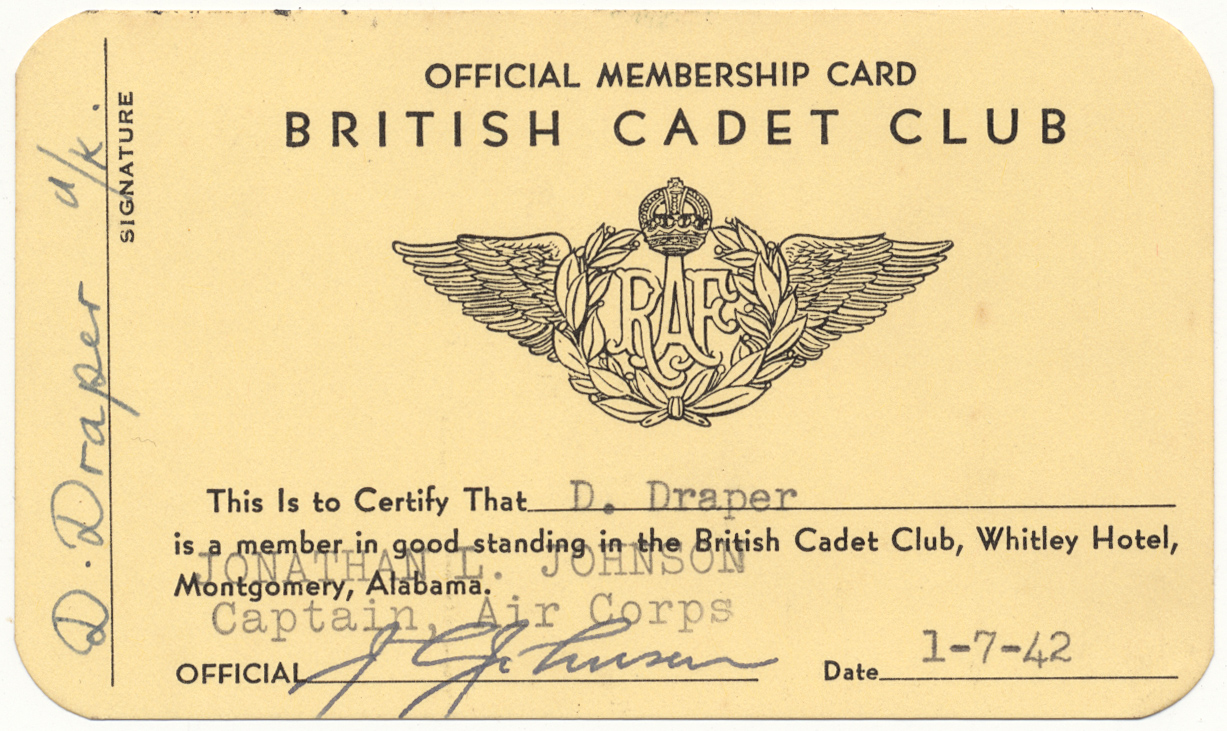 OFFICIAL MEMBERSHIP CARD
BRITISH CADET CLUB
RAF
This Is to Certify That D. Draper
is a member in good standing in the British Cadet Club, Whitley Hotel,
JONATHAN L. JOHNSON
Montgomery, Alabama.
Captain, Air Corps
OFFICIAL J L Johnson
Date 1-7-42
SIGNATURE
D. Draper